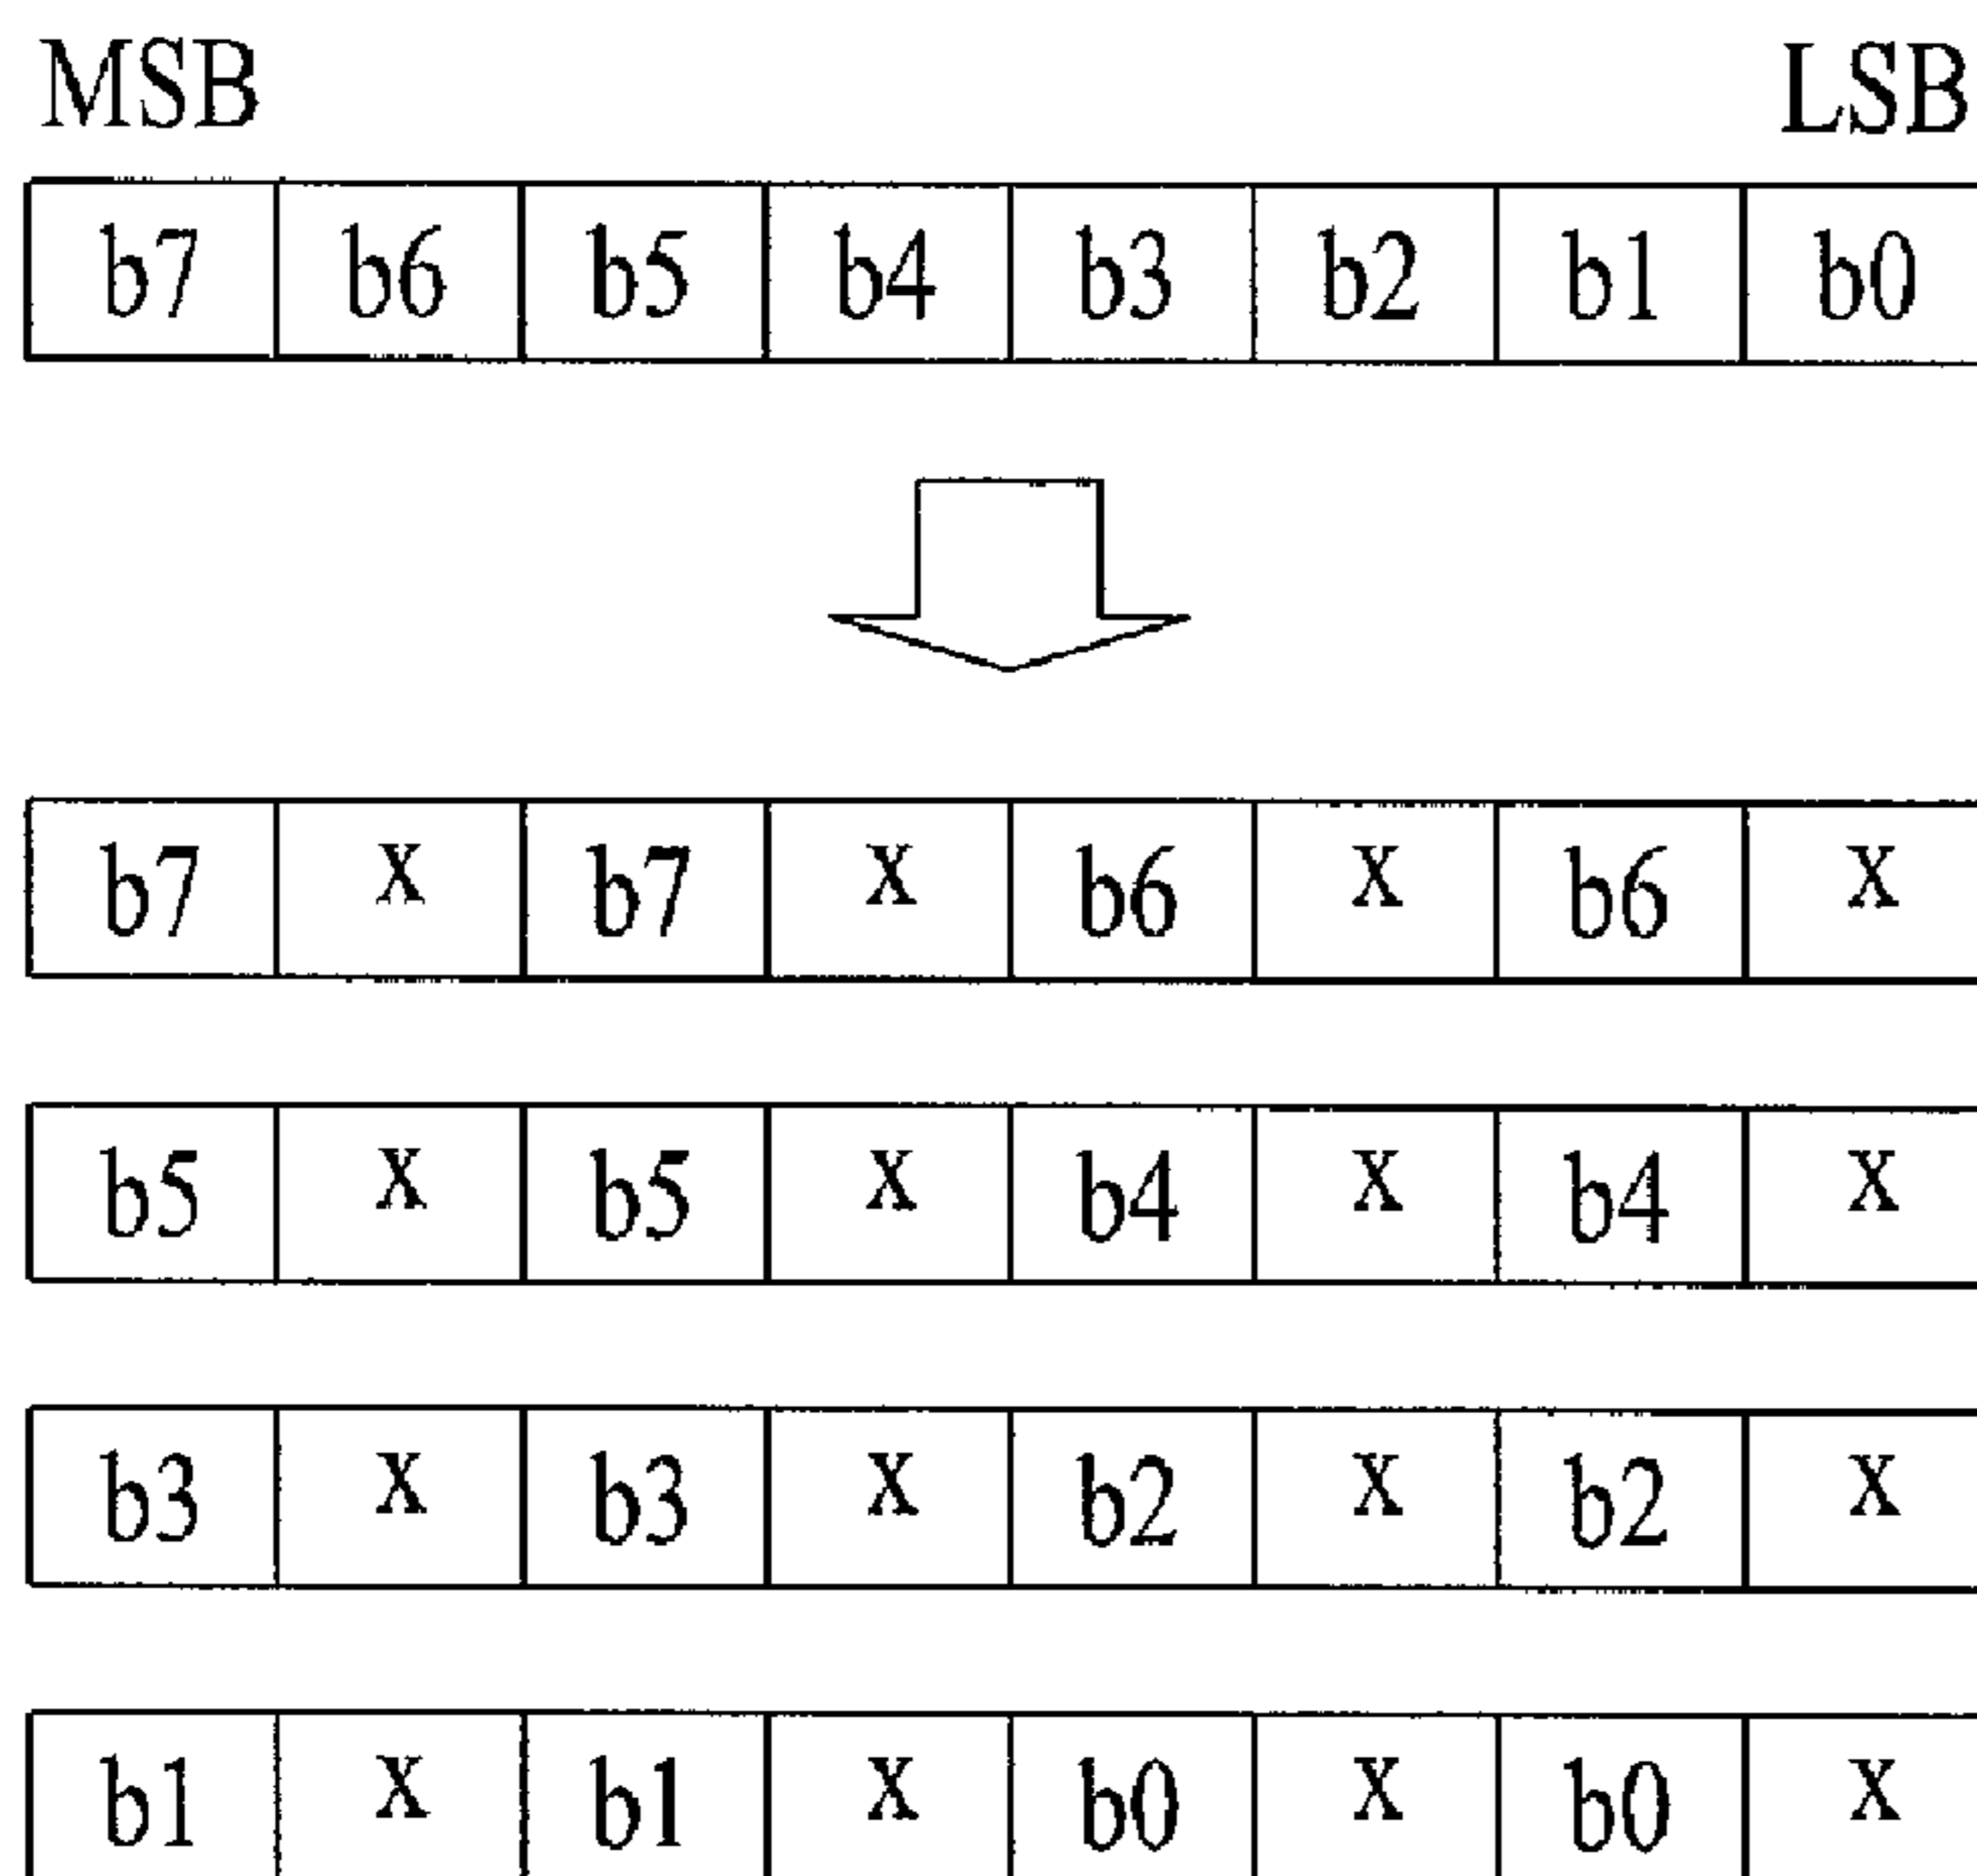 MSB LSB
b7 b6 b5 b4 b3 b2 b1 b0
b7 x b7 x b6 x b6 x
b5 x b5 x b4 x b4 x
b3 x b3 x b2 x b2 x
b1 x b1 x b0 x b0 x